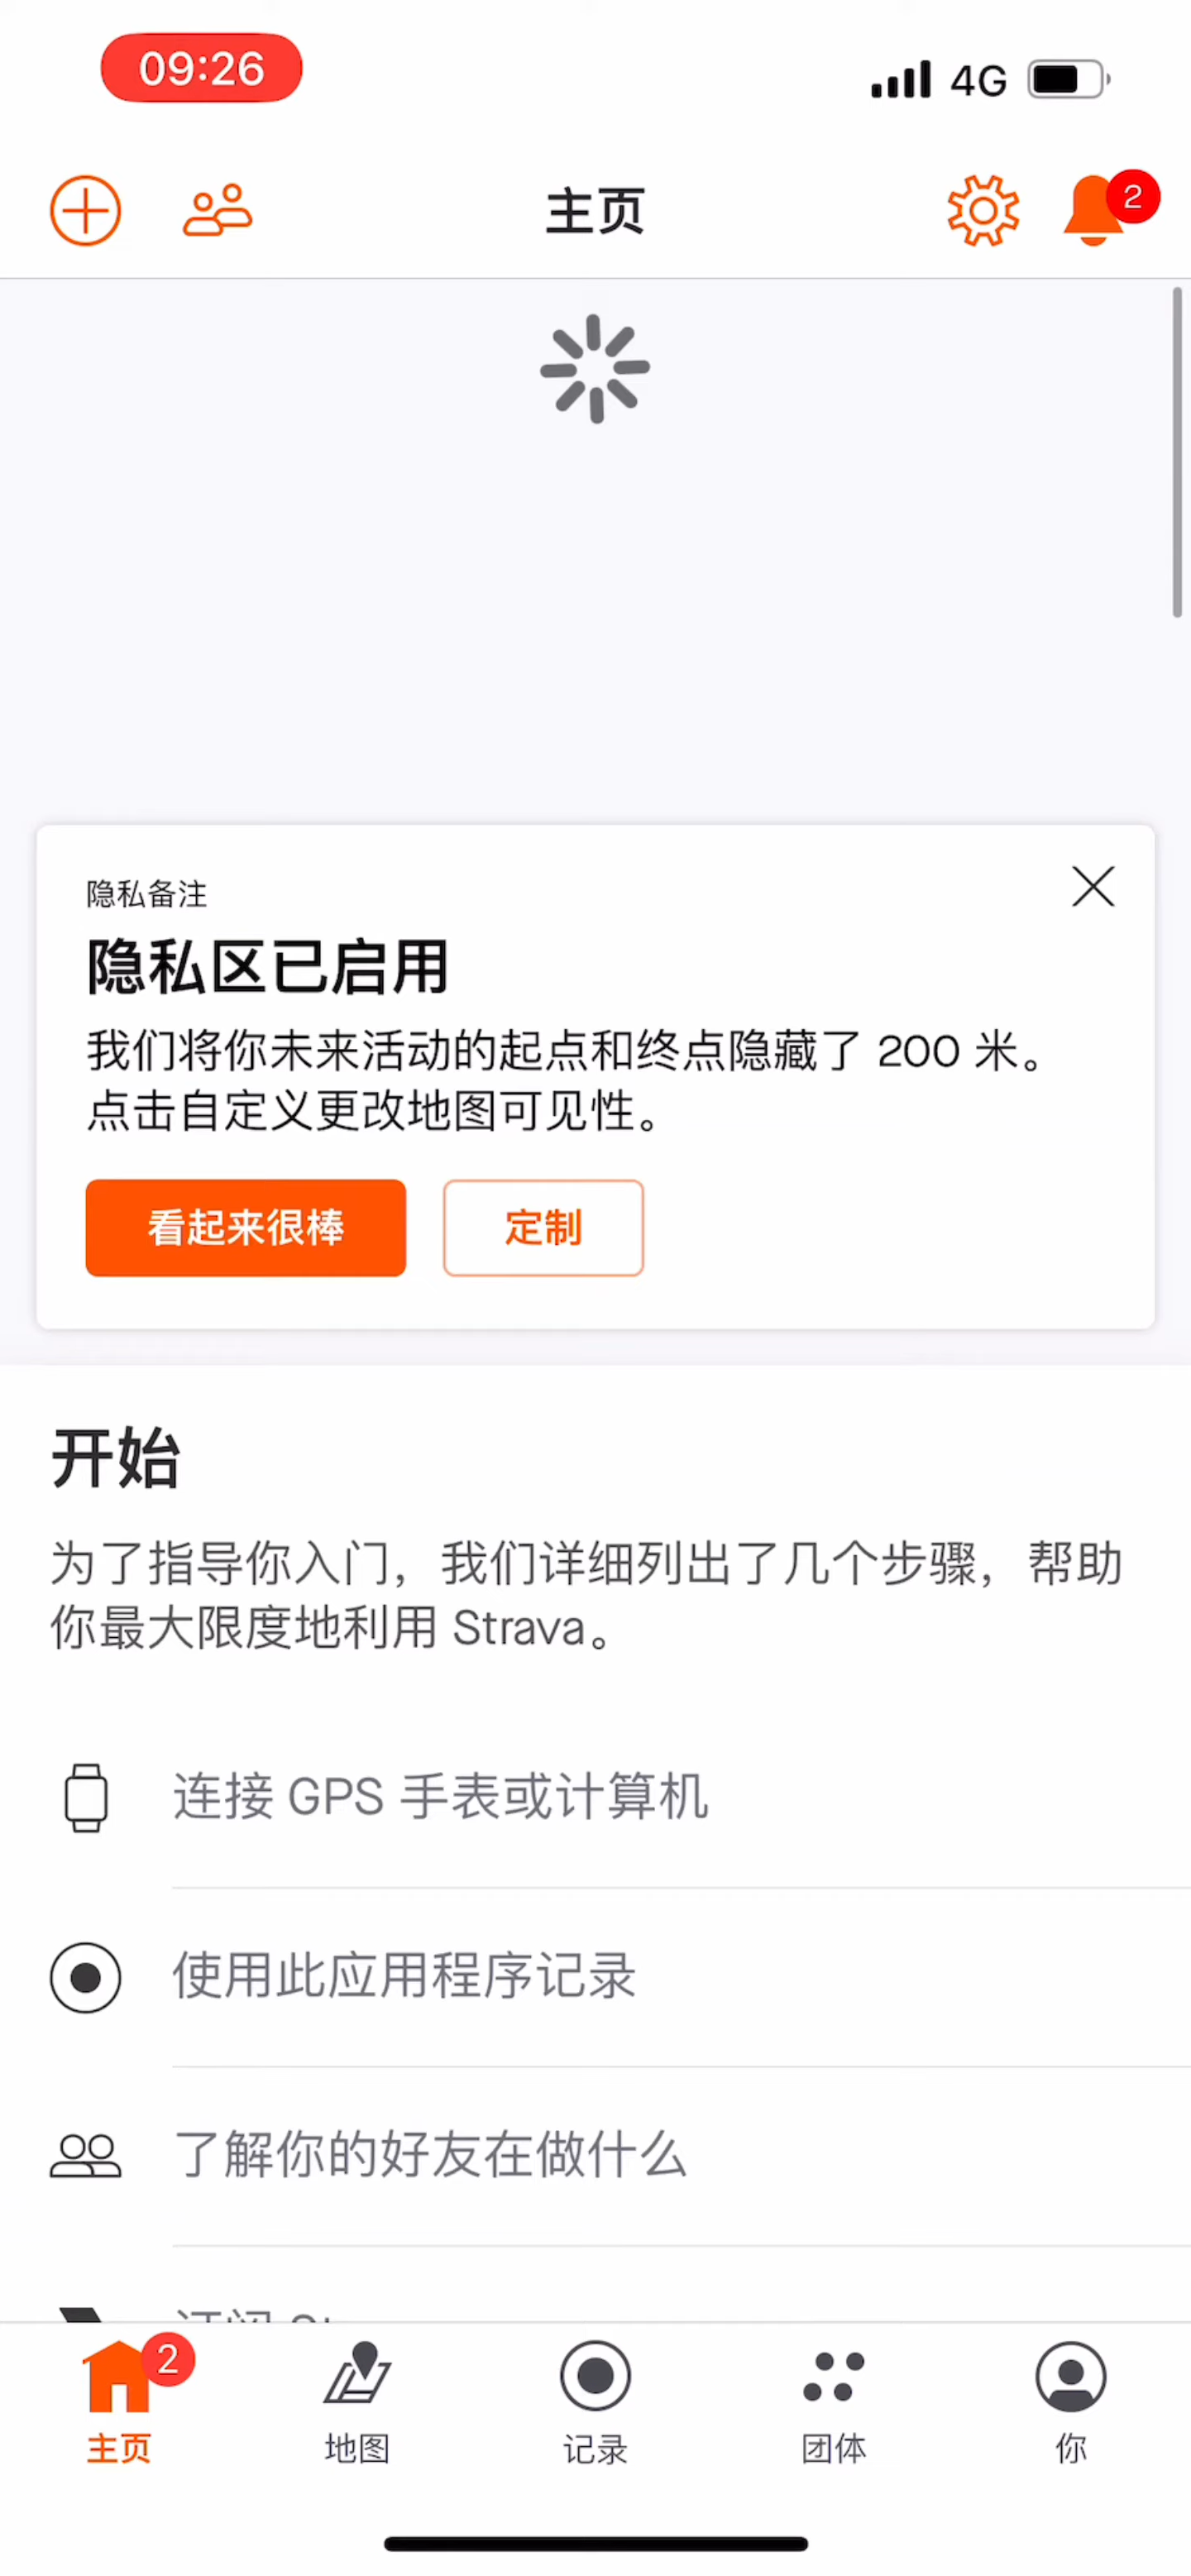 09:26
4G
主页
2
隐私备注
隐私区已启用
我们将你未来活动的起点和终点隐藏了 200 米。
点击自定义更改地图可见性。
看起来很棒
定制
开始
为了指导你入门，我们详细列出了几个步骤，帮助
你最大限度地利用 Strava。
连接 GPS 手表或计算机
使用此应用程序记录
了解你的好友在做什么
2
主页
地图
记录
团体
你